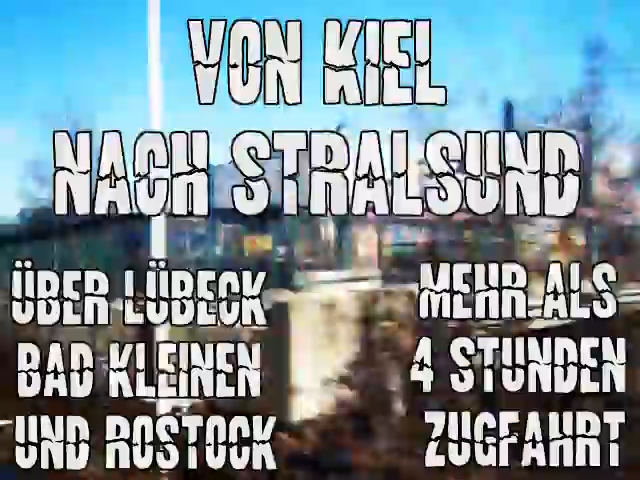 VON KIEL
NACH STRALSUND
ÜBER LÜBECK
BAD KLEINEN
UND ROSTOCK
MEHR ALS
4 STUNDEN
ZUGFAHRT